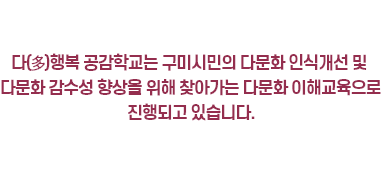 다(多)행복 공감학교는 구미시민의 다문화 인식개선 및
다문화 감수성 향상을 위해 찾아가는 다문화 이해교육으로
진행되고 있습니다.